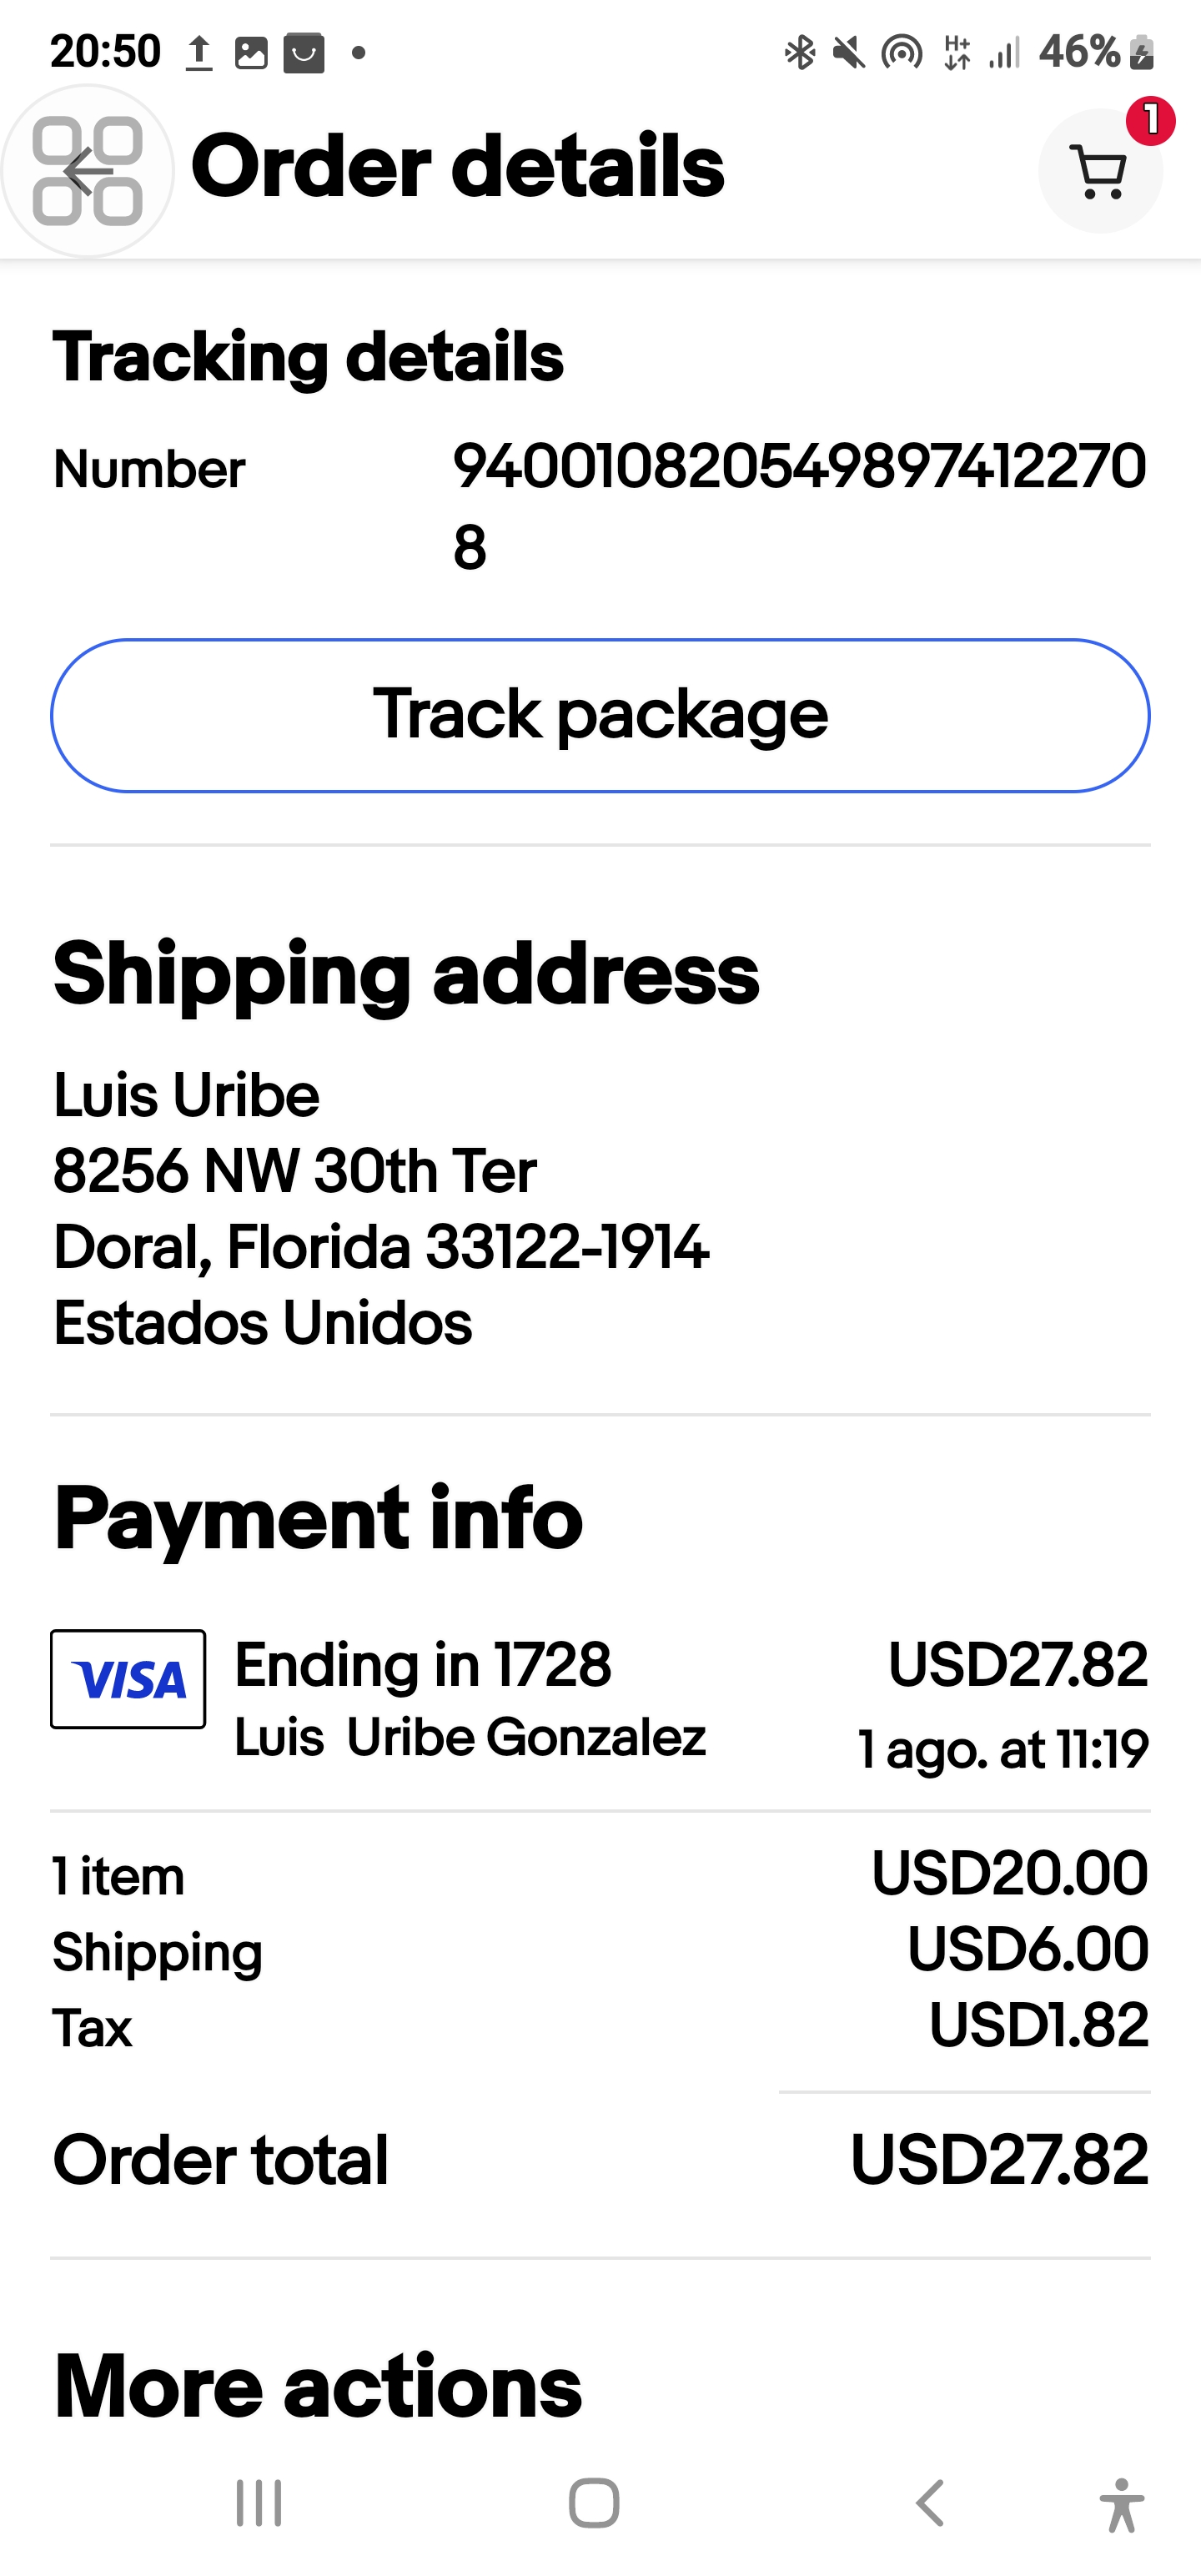 20:50
H+
46%
Order details
1
Tracking details
Number
940010820549897412270
8
Track package
Shipping address
Luis Uribe
8256 NW 30th Ter
Doral, Florida 33122-1914
Estados Unidos
Payment info
VISA
Ending in 1728
USD27.82
Luis  Uribe Gonzalez
1 ago. at 11:19
1 item
USD20.00
Shipping
USD6.00
Tax
USD1.82
Order total
USD27.82
More actions